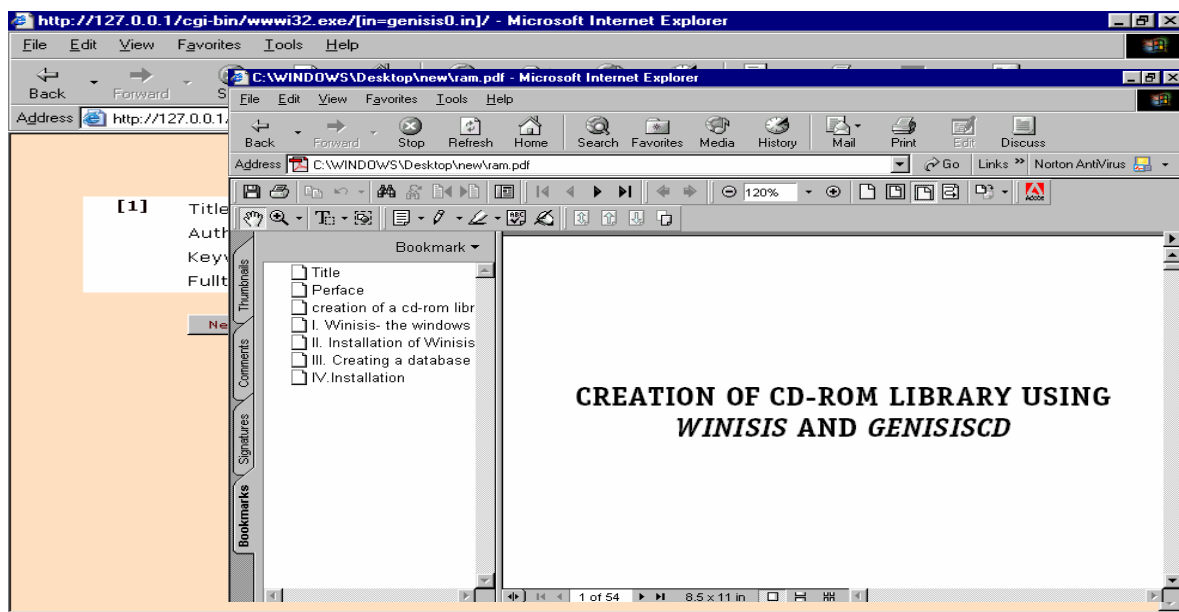 http://127.0.0.1/cgi-bin/wwwi32.exe/[in=genisis0.in]/ - Microsoft Internet Explorer
File Edit View Favorites Tools Help
Back Forward S
Address http://127.0.0.1/
[1] Title
Auth
Keyw
Fullt
Ne
C:\WINDOWS\Desktop\new\ram.pdf - Microsoft Internet Explorer
File Edit View Favorites Tools Help
Back Forward Stop Refresh Home Search Favorites Media History Mail Print Edit Discuss
Address C:\WINDOWS\Desktop\new\ram.pdf Go Links » Norton AntiVirus
120% Adobe
Thumbnails
Comments
Signatures
Bookmarks
Bookmark
Title
Perface
creation of a cd-rom libr
I. Winisis- the windows
II. Installation of Winisis
III. Creating a database
IV.Installation
CREATION OF CD-ROM LIBRARY USING
WINISIS AND GENISISCD
1 of 54 8.5 x 11 in